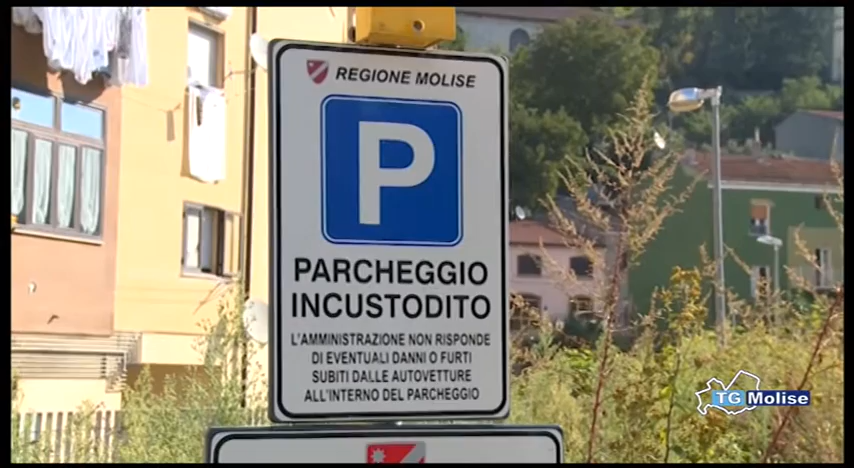 REGIONE MOLISE
P
PARCHEGGIO
INCUSTODITO
L'AMMINISTRAZIONE NON RISPONDE
DI EVENTUALI DANNI O FURTI
SUBITI DALLE AUTOVETTURE
ALL'INTERNO DEL PARCHEGGIO
TG Molise